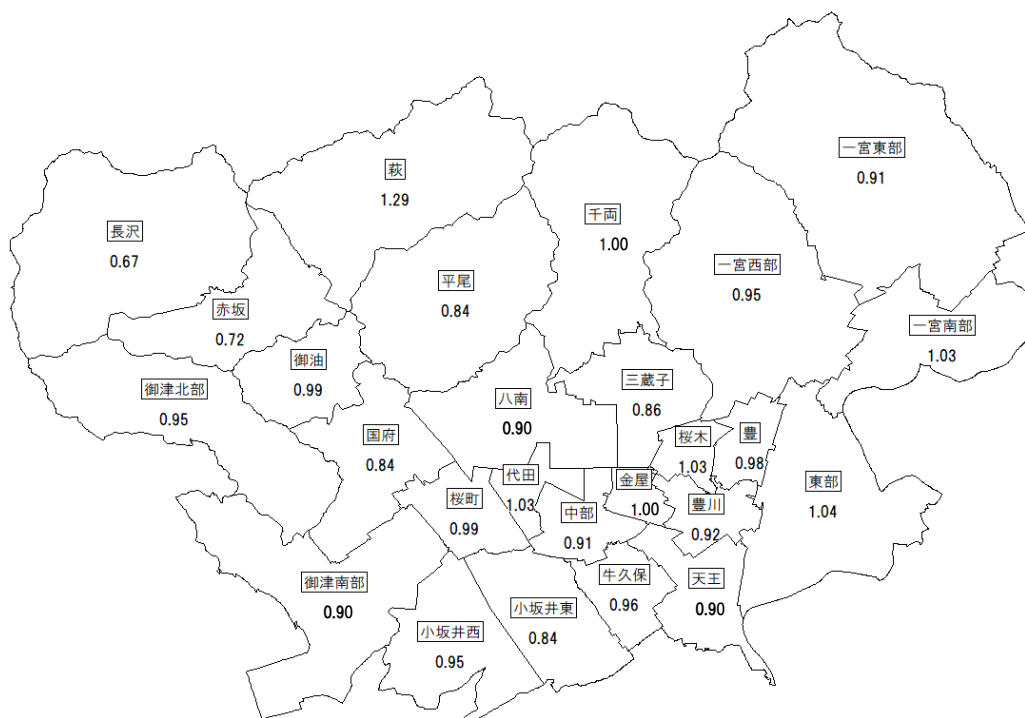 一宮東部
0.91
萩
1.29
千両
1.00
長沢
0.67
一宮西部
0.95
平尾
0.84
赤坂
0.72
一宮南部
1.03
御油
0.99
三蔵子
0.86
御津北部
0.95
八南
0.90
国府
0.84
桜木
1.03
豊
0.98
代田
1.03
金屋
1.00
東部
1.04
桜町
0.99
中部
0.91
豊川
0.92
御津南部
0.90
牛久保
0.96
天王
0.90
小坂井東
0.84
小坂井西
0.95